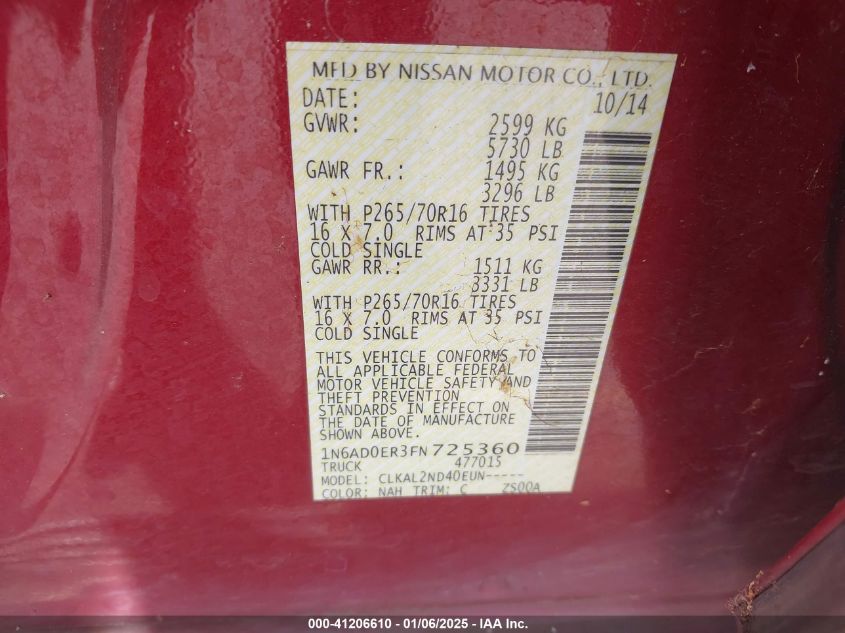 MFD BY NISSAN MOTOR CO., LTD.
DATE: 10/14
GVWR: 2599 KG
5730 LB
GAWR FR.: 1495 KG
3296 LB
WITH P265/70R16 TIRES
16 X 7.0 RIMS AT 35 PSI
COLD SINGLE
GAWR RR.: 1511 KG
3331 LB
WITH P265/70R16 TIRES
16 X 7.0 RIMS AT 35 PSI
COLD SINGLE
THIS VEHICLE CONFORMS TO
ALL APPLICABLE FEDERAL
MOTOR VEHICLE SAFETY AND
THEFT PREVENTION
STANDARDS IN EFFECT ON
THE DATE OF MANUFACTURE
SHOWN ABOVE.
1N6AD0ER3FN 725360
TRUCK 477015
MODEL: CLKAL2ND40EUN-----
COLOR: NAH TRIM: C ZS00A
000-41206610 | 01/06/2025 - IAA Inc.